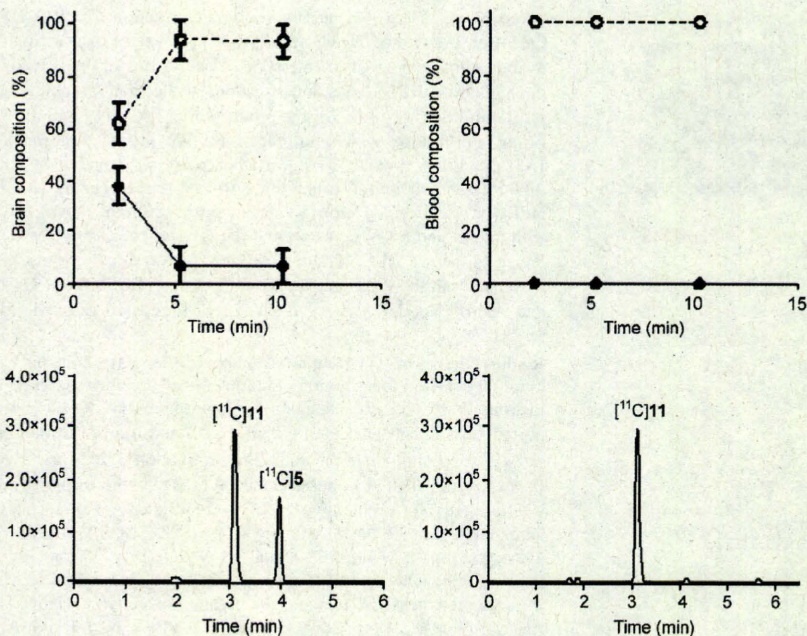 100
80
60
40
20
0
Brain composition (%)
0 5 10 15
Time (min)
100
80
60
40
20
0
Blood composition (%)
0 5 10 15
Time (min)
4.0×10⁵
3.0×10⁵
2.0×10⁵
1.0×10⁵
0
[¹¹C]11
[¹¹C]5
0 1 2 3 4 5 6
Time (min)
4.0×10⁵
3.0×10⁵
2.0×10⁵
1.0×10⁵
0
[¹¹C]11
0 1 2 3 4 5 6
Time (min)